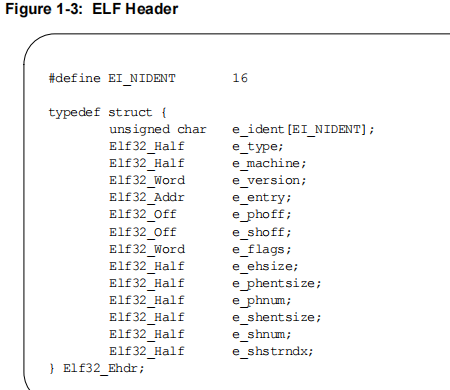 Figure 1-3: ELF Header
#define EI_NIDENT 16
typedef struct {
unsigned char e_ident[EI_NIDENT];
Elf32_Half e_type;
Elf32_Half e_machine;
Elf32_Word e_version;
Elf32_Addr e_entry;
Elf32_Off e_phoff;
Elf32_Off e_shoff;
Elf32_Word e_flags;
Elf32_Half e_ehsize;
Elf32_Half e_phentsize;
Elf32_Half e_phnum;
Elf32_Half e_shentsize;
Elf32_Half e_shnum;
Elf32_Half e_shstrndx;
} Elf32_Ehdr;